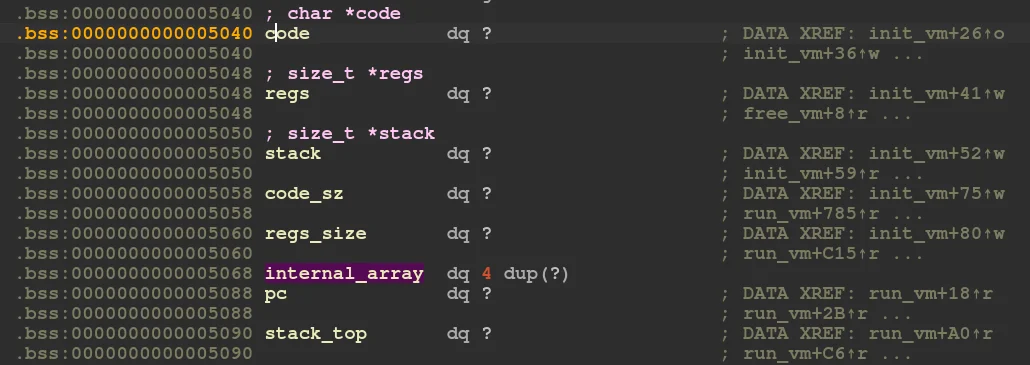 .bss:0000000000005040 ; char *code
.bss:0000000000005040 code dq ? ; DATA XREF: init_vm+26↑o
.bss:0000000000005040 ; init_vm+36↑w ...
.bss:0000000000005048 ; size_t *regs
.bss:0000000000005048 regs dq ? ; DATA XREF: init_vm+41↑w
.bss:0000000000005048 ; free_vm+8↑r ...
.bss:0000000000005050 ; size_t *stack
.bss:0000000000005050 stack dq ? ; DATA XREF: init_vm+52↑w
.bss:0000000000005050 ; init_vm+59↑r ...
.bss:0000000000005058 code_sz dq ? ; DATA XREF: init_vm+75↑w
.bss:0000000000005058 ; run_vm+785↑r ...
.bss:0000000000005060 regs_size dq ? ; DATA XREF: init_vm+80↑w
.bss:0000000000005060 ; run_vm+C15↑r ...
.bss:0000000000005068 internal_array dq 4 dup(?)
.bss:0000000000005088 pc dq ? ; DATA XREF: run_vm+18↑r
.bss:0000000000005088 ; run_vm+2B↑r ...
.bss:0000000000005090 stack_top dq ? ; DATA XREF: run_vm+A0↑r
.bss:0000000000005090 ; run_vm+C6↑r ...